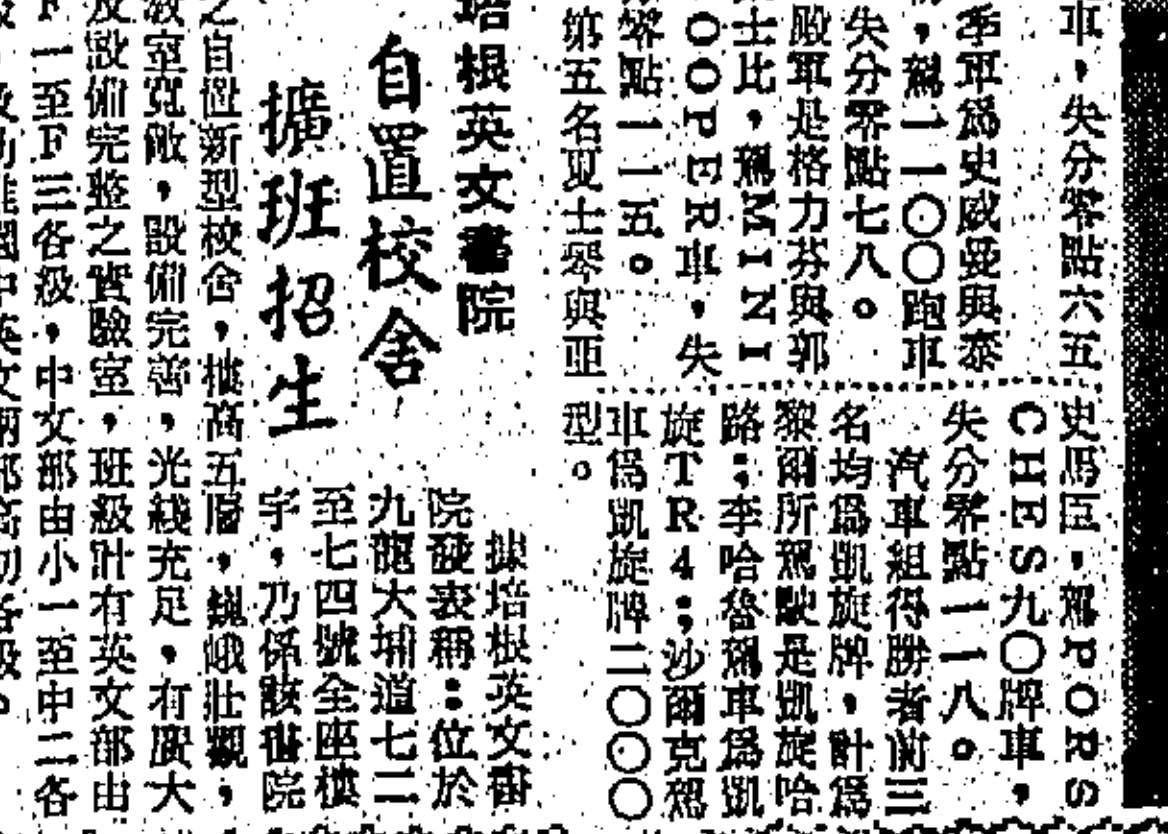 車，失分零點六五
季軍爲史威曼與泰
，駕一一〇〇跑車
失分零點七八。
殿軍是格力芬與郭
士比，駕MINI
OOPER車，失
零點一一五。
第五名夏士琴與亞
史馬臣，駕PORS
CHES九〇牌車，
失分零點一一八。
汽車組得勝者前三
名均爲凱旋牌，計爲
黎爾所駕駛是凱旋哈
路；李哈魯駕車爲凱
旋TR4；沙爾克駕
車爲凱旋牌二〇〇〇
型。
培根英文書院
自置校舍
擴班招生
據培根英文書
院發表稱：位於
九龍大埔道七二
至七四號全座樓
宇，乃係該書院
之自置新型校舍，樓高五層，巍峨壯觀，
教室寬敞，設備完善，光綫充足，有廣大
及設備完整之實驗室，班級計有英文部由
F一至F三各級，中文部由小一至中二各